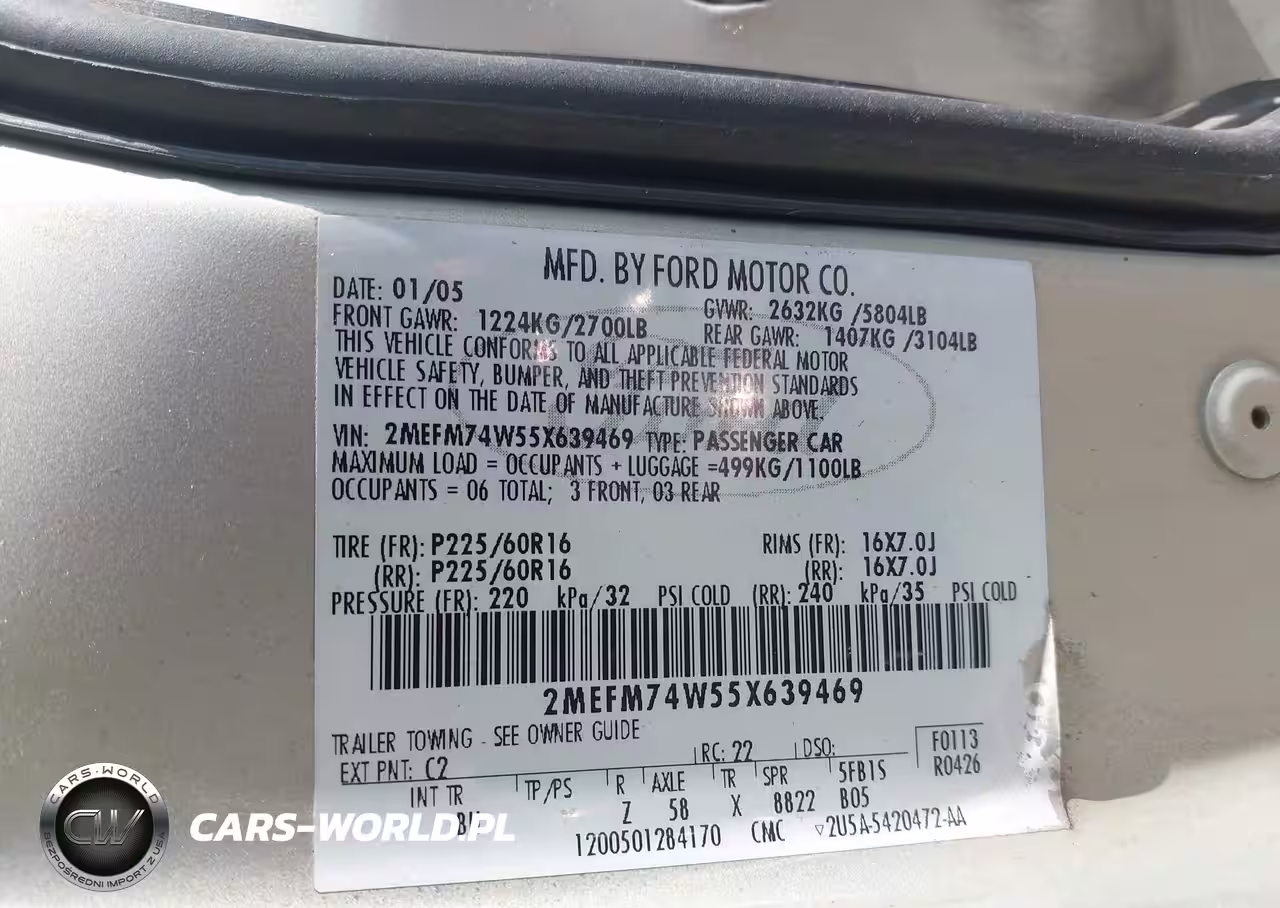 MFD. BY FORD MOTOR CO.
DATE: 01/05 GVWR: 2632KG /5804LB
FRONT GAWR: 1224KG/2700LB REAR GAWR: 1407KG /3104LB
THIS VEHICLE CONFORMS TO ALL APPLICABLE FEDERAL MOTOR
VEHICLE SAFETY, BUMPER, AND THEFT PREVENTION STANDARDS
IN EFFECT ON THE DATE OF MANUFACTURE SHOWN ABOVE.
VIN: 2MEFM74W55X639469 TYPE: PASSENGER CAR
MAXIMUM LOAD = OCCUPANTS + LUGGAGE =499KG/1100LB
OCCUPANTS = 06 TOTAL; 3 FRONT, 03 REAR
TIRE (FR): P225/60R16 RIMS (FR): 16X7.0J
(RR): P225/60R16 (RR): 16X7.0J
PRESSURE (FR): 220 kPa/32 PSI COLD (RR): 240 kPa/35 PSI COLD
2MEFM74W55X639469
TRAILER TOWING - SEE OWNER GUIDE
EXT PNT: C2 RC: 22 DSO: F0113
R0426
INT TR TP/PS R AXLE TR SPR 5FB1S
Z 58 X 8822 B05
1200501284170 CMC ▽2U5A-5420472-AA
CARS-WORLD
CW
BEZPOŚREDNI IMPORT Z USA
CARS-WORLD.PL